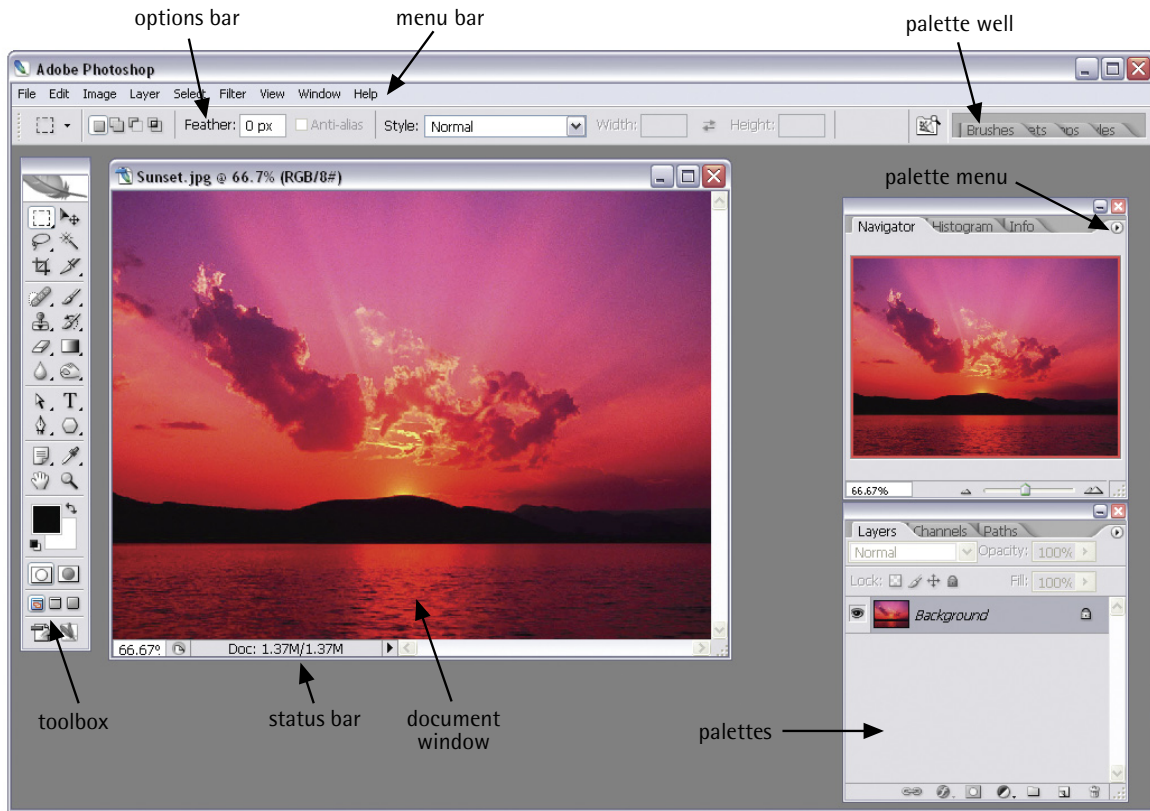 options bar
menu bar
palette well
Adobe Photoshop
File Edit Image Layer Select Filter View Window Help
Feather: 0 px Anti-alias Style: Normal Width: Height: Brushes
Sunset.jpg @ 66.7% (RGB/8#)
palette menu
Navigator Histogram Info
T
66.67%
Layers Channels Paths
Normal Opacity: 100%
Lock: Fill: 100%
Background
66.67% Doc: 1.37M/1.37M
toolbox
status bar
document
window
palettes